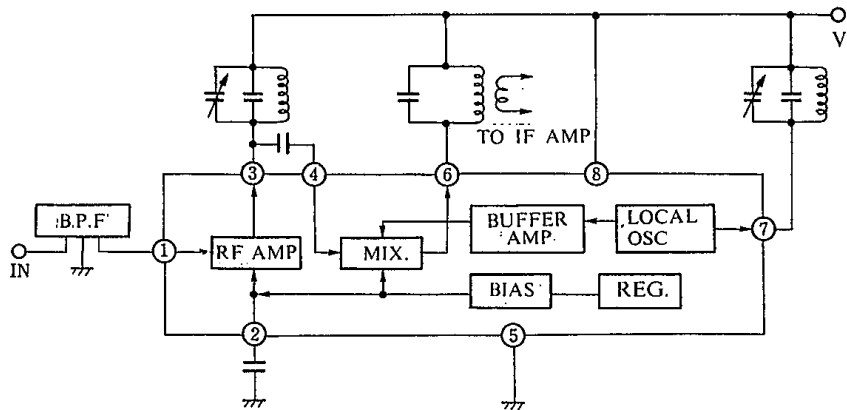 V
TO IF AMP
③ ④ ⑥ ⑧
B.P.F
①
RF AMP
MIX.
BUFFER
AMP.
LOCAL
OSC
⑦
IN
BIAS
REG.
② ⑤